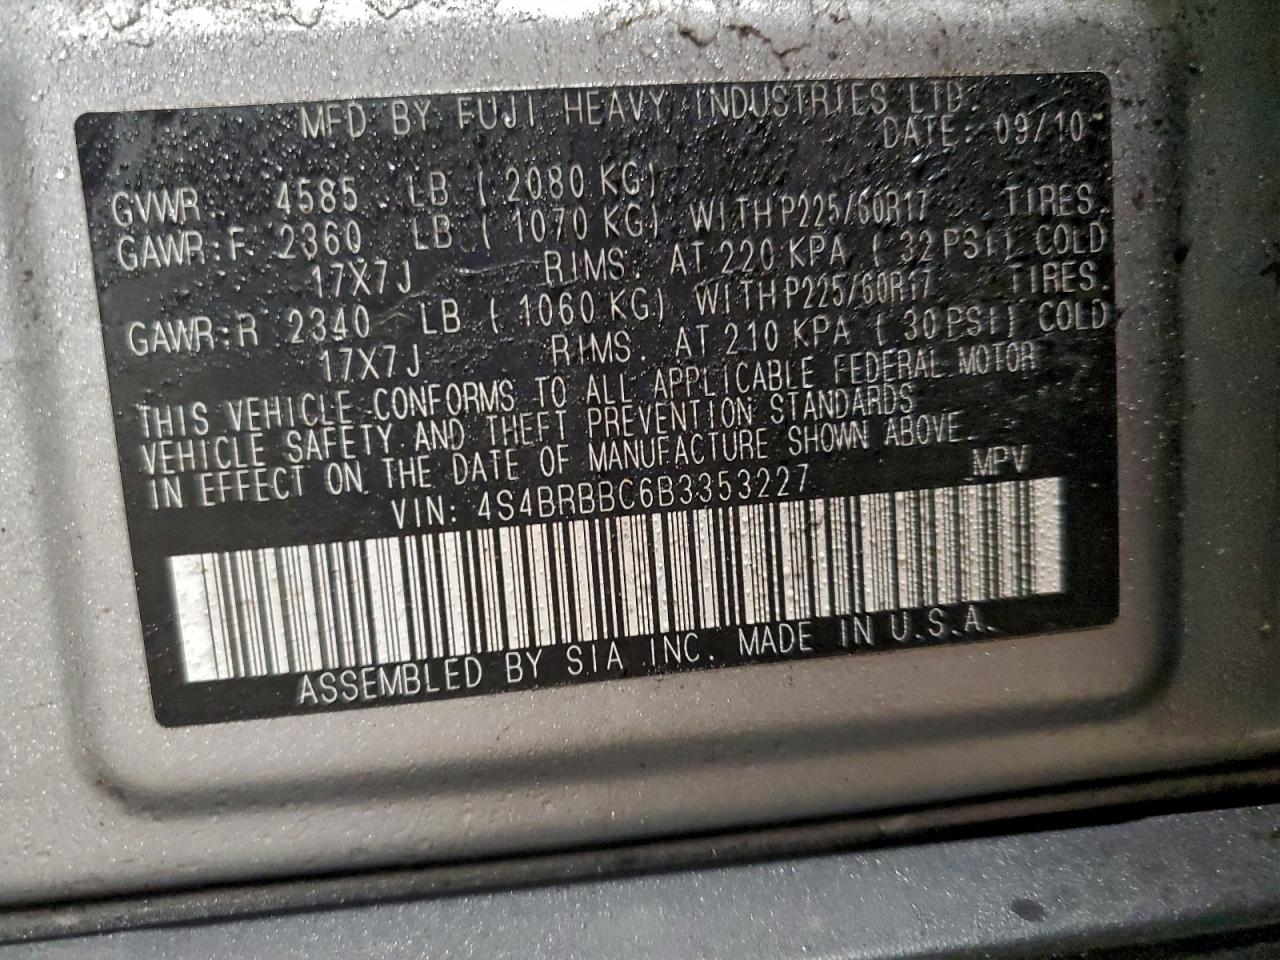 MFD BY FUJI HEAVY INDUSTRIES LTD.
DATE: 09/10
GVWR 4585 LB ( 2080 KG)
GAWR:F 2360 LB ( 1070 KG) WITH P225/60R17 TIRES,
17X7J RIMS. AT 220 KPA ( 32 PSI) COLD
GAWR:R 2340 LB ( 1060 KG) WITH P225/60R17 TIRES.
17X7J RIMS. AT 210 KPA ( 30 PSI) COLD
THIS VEHICLE CONFORMS TO ALL APPLICABLE FEDERAL MOTOR
VEHICLE SAFETY AND THEFT PREVENTION STANDARDS
IN EFFECT ON THE DATE OF MANUFACTURE SHOWN ABOVE.
VIN: 4S4BRBBC6B3353227 MPV
ASSEMBLED BY SIA INC. MADE IN U.S.A.